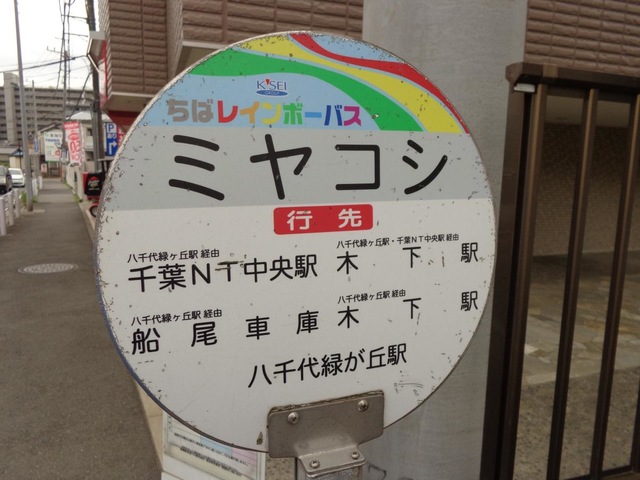 KISEI
GROUP
ちばレインボーバス
ミヤコシ
行先
八千代緑ヶ丘駅 経由
千葉NT中央駅
八千代緑ヶ丘駅・千葉NT中央駅 経由
木下駅
八千代緑ヶ丘駅 経由
船尾車庫
八千代緑ヶ丘駅 経由
木下駅
八千代緑が丘駅
P